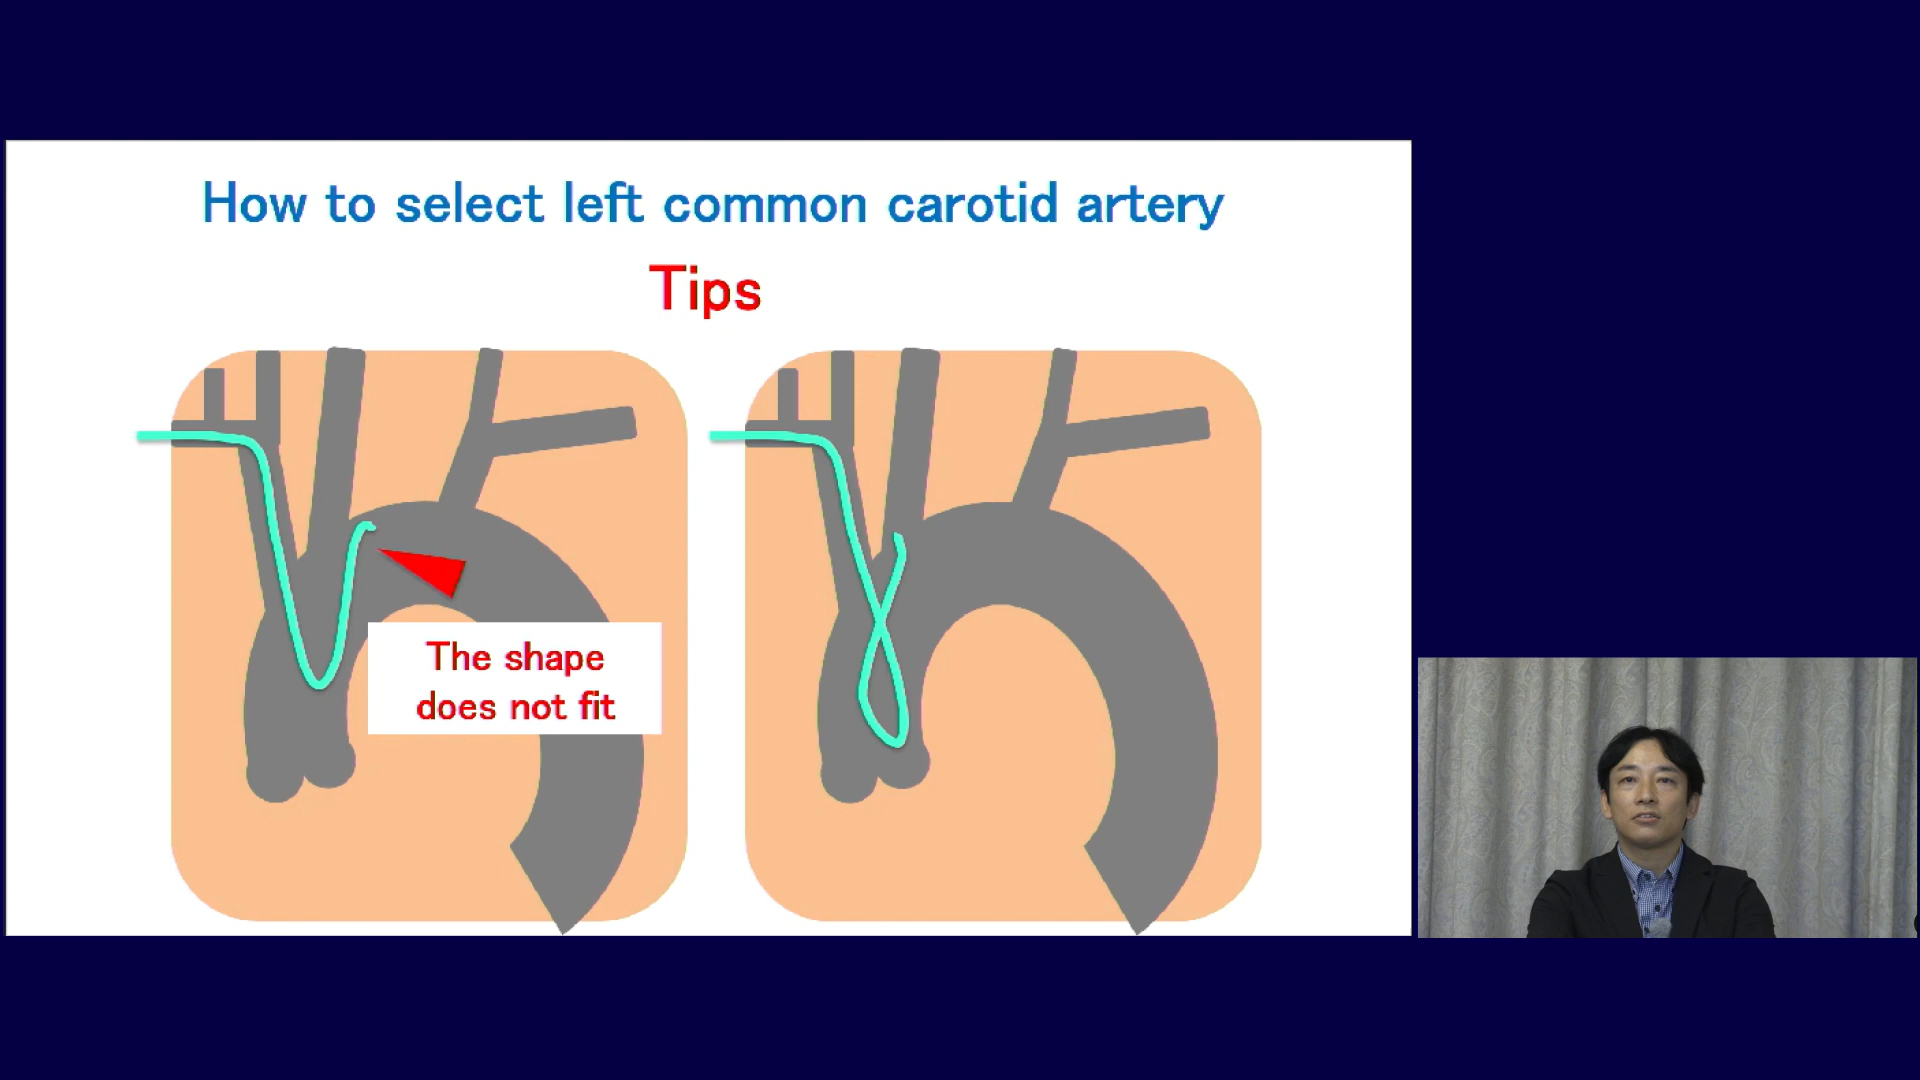 How to select left common carotid artery
Tips
The shape
does not fit